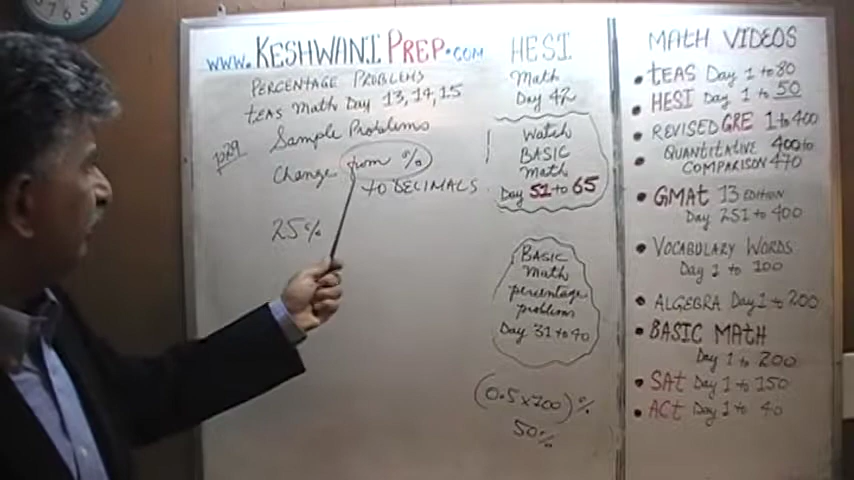 www.KESHWANIPREP.com
PERCENTAGE PROBLEMS
TEAS Math Day 13,14,15
Sample Problems
Change from %
TO DECIMALS
25%
HESI
Math
Day 42
Watch
BASIC
math
Day 51 to 65
BASIC
Math
percentage
problems
Day 31 to 40
(0.5x100)%
50%
MATH VIDEOS
• TEAS Day 1 to 80
• HESI Day 1 to 50
• REVISED GRE 1 to 400
• QUANTITATIVE 400 to
COMPARISON 470
• GMAT 13 EDITION
Day 251 to 400
• VOCABULARY WORDS
Day 1 to 100
• ALGEBRA Day 1 to 200
• BASIC MATH
Day 1 to 200
• SAT Day 1 to 150
• ACT Day 1 to 40
7 6 5